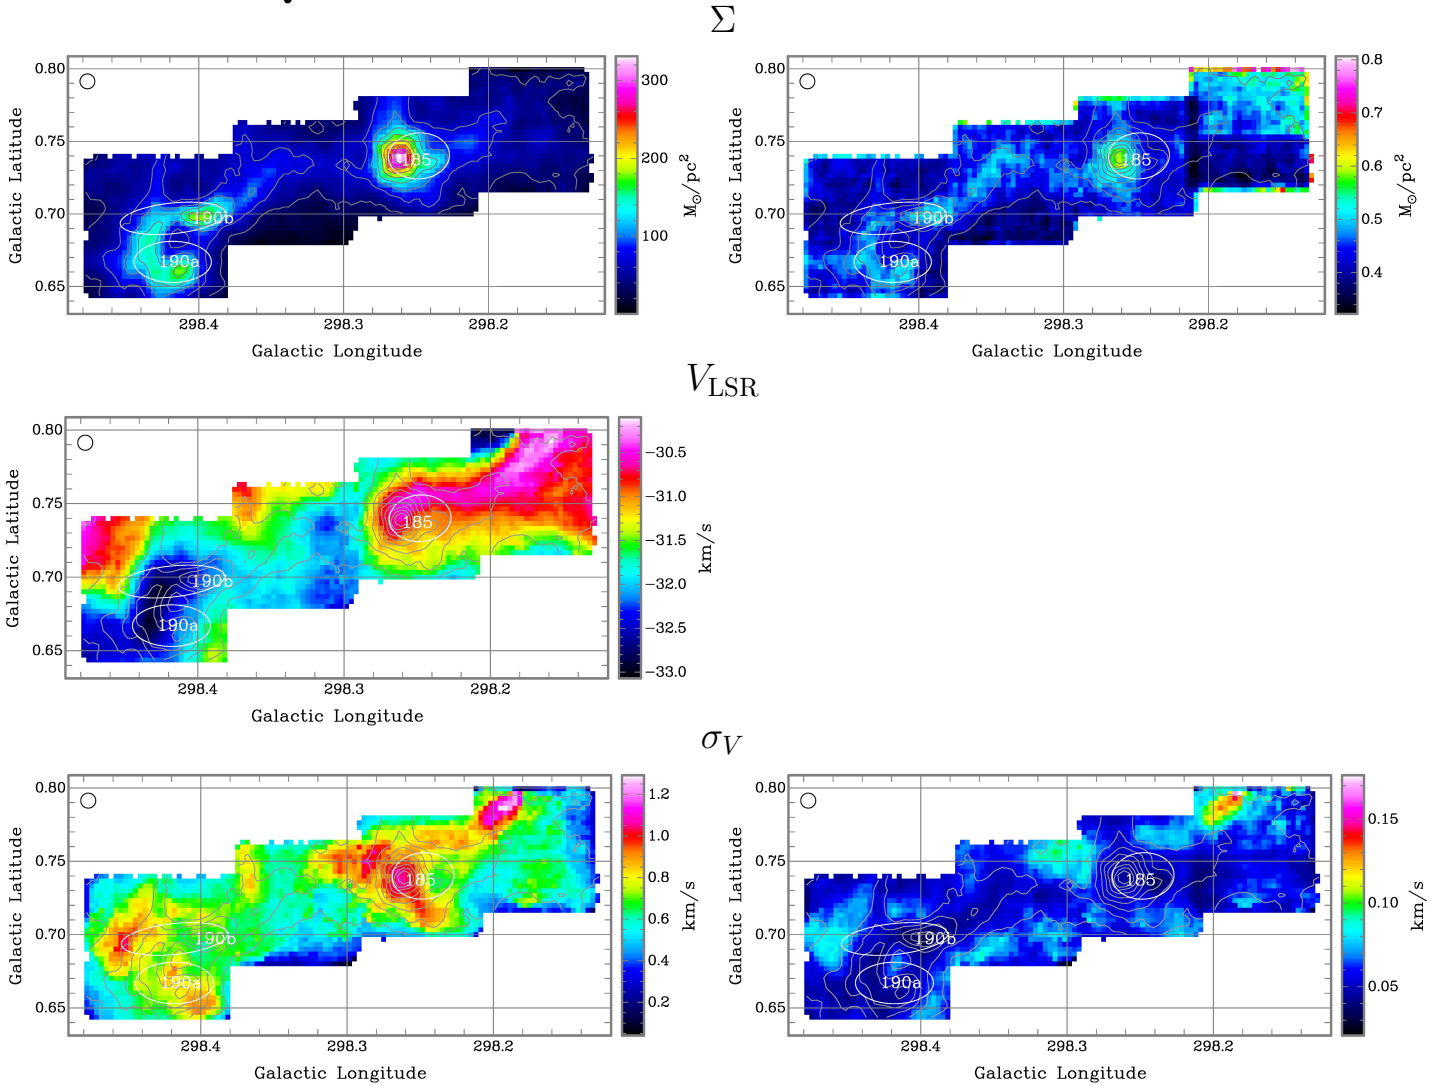 Σ
0.80
0.75
0.70
0.65
298.4 298.3 298.2
Galactic Longitude
Galactic Latitude
185
190b
190a
300
200
100
M⊙/pc²
0.80
0.75
0.70
0.65
298.4 298.3 298.2
Galactic Longitude
Galactic Latitude
185
190b
190a
0.8
0.7
0.6
0.5
0.4
M⊙/pc²
V_LSR
0.80
0.75
0.70
0.65
298.4 298.3 298.2
Galactic Longitude
Galactic Latitude
185
190b
190a
−30.5
−31.0
−31.5
−32.0
−32.5
−33.0
km/s
σ_V
0.80
0.75
0.70
0.65
298.4 298.3 298.2
Galactic Longitude
Galactic Latitude
185
190b
190a
1.2
1.0
0.8
0.6
0.4
0.2
km/s
0.80
0.75
0.70
0.65
298.4 298.3 298.2
Galactic Longitude
Galactic Latitude
185
190b
190a
0.15
0.10
0.05
km/s